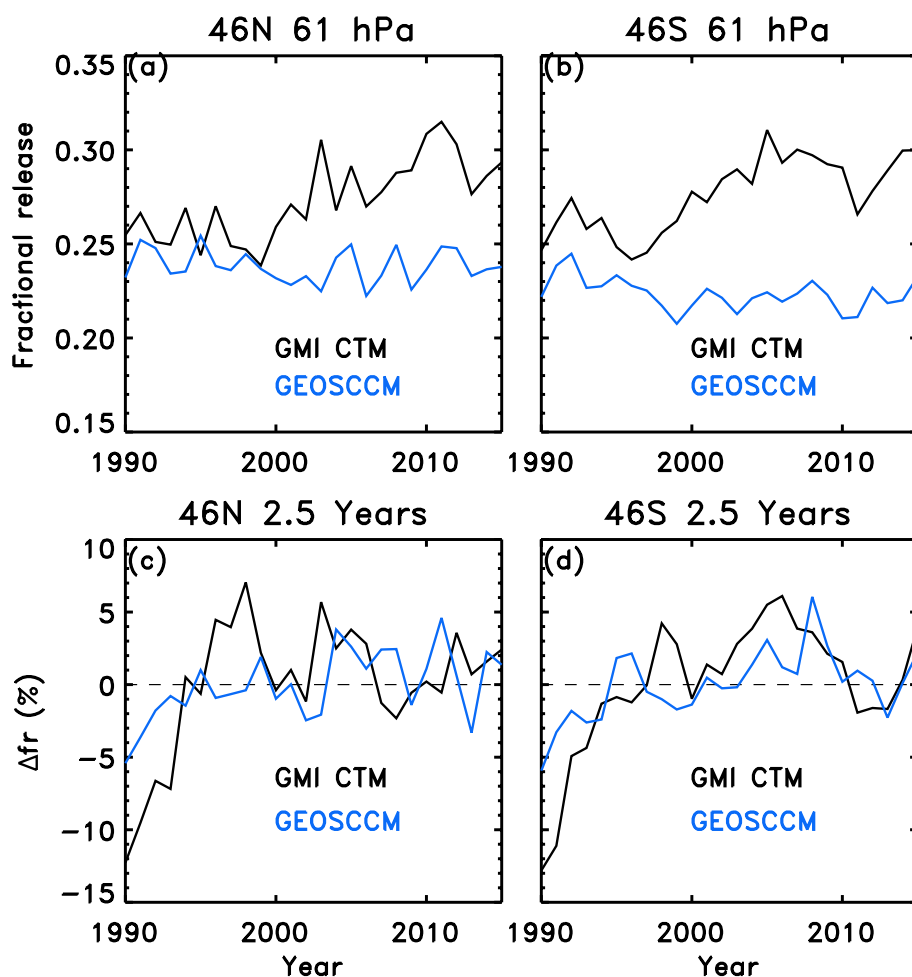 46N 61 hPa
46S 61 hPa
(a)
(b)
0.35
0.30
0.25
0.20
0.15
Fractional release
GMI CTM
GEOSCCM
GMI CTM
GEOSCCM
1990 2000 2010
1990 2000 2010
46N 2.5 Years
46S 2.5 Years
(c)
(d)
10
5
0
−5
−10
−15
Δfr (%)
GMI CTM
GEOSCCM
GMI CTM
GEOSCCM
1990 2000 2010
1990 2000 2010
Year
Year